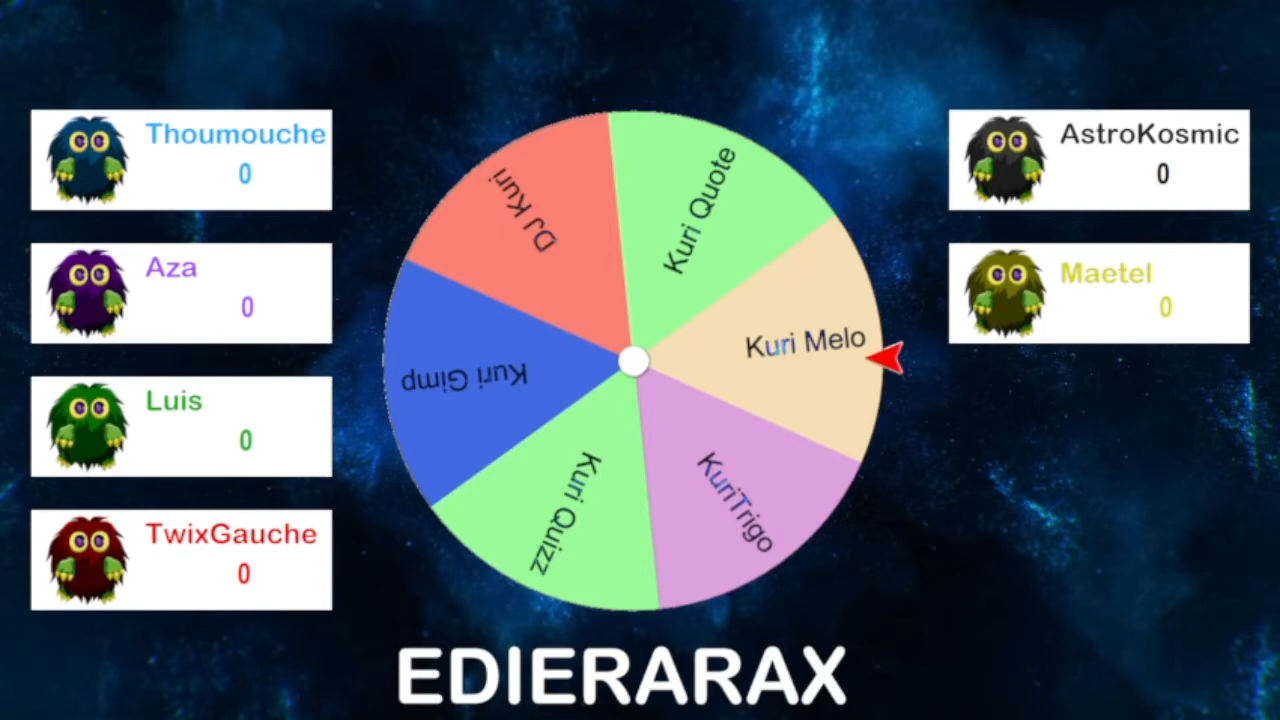 Thoumouche
0
Aza
0
Luis
0
TwixGauche
0
DJ Kuri
Kuri Quote
Kuri Melo
KuriTrigo
Kuri Quizz
Kuri Gimp
AstroKosmic
0
Maetel
0
EDIERARAX